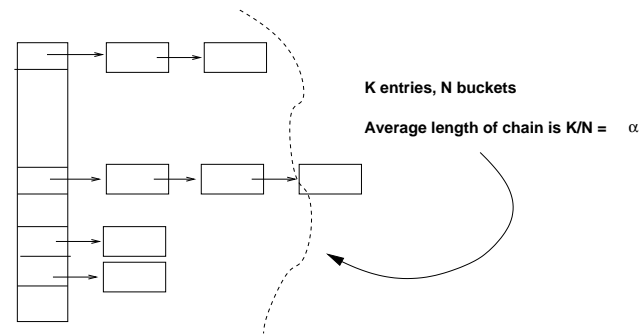 K entries, N buckets
Average length of chain is K/N = α